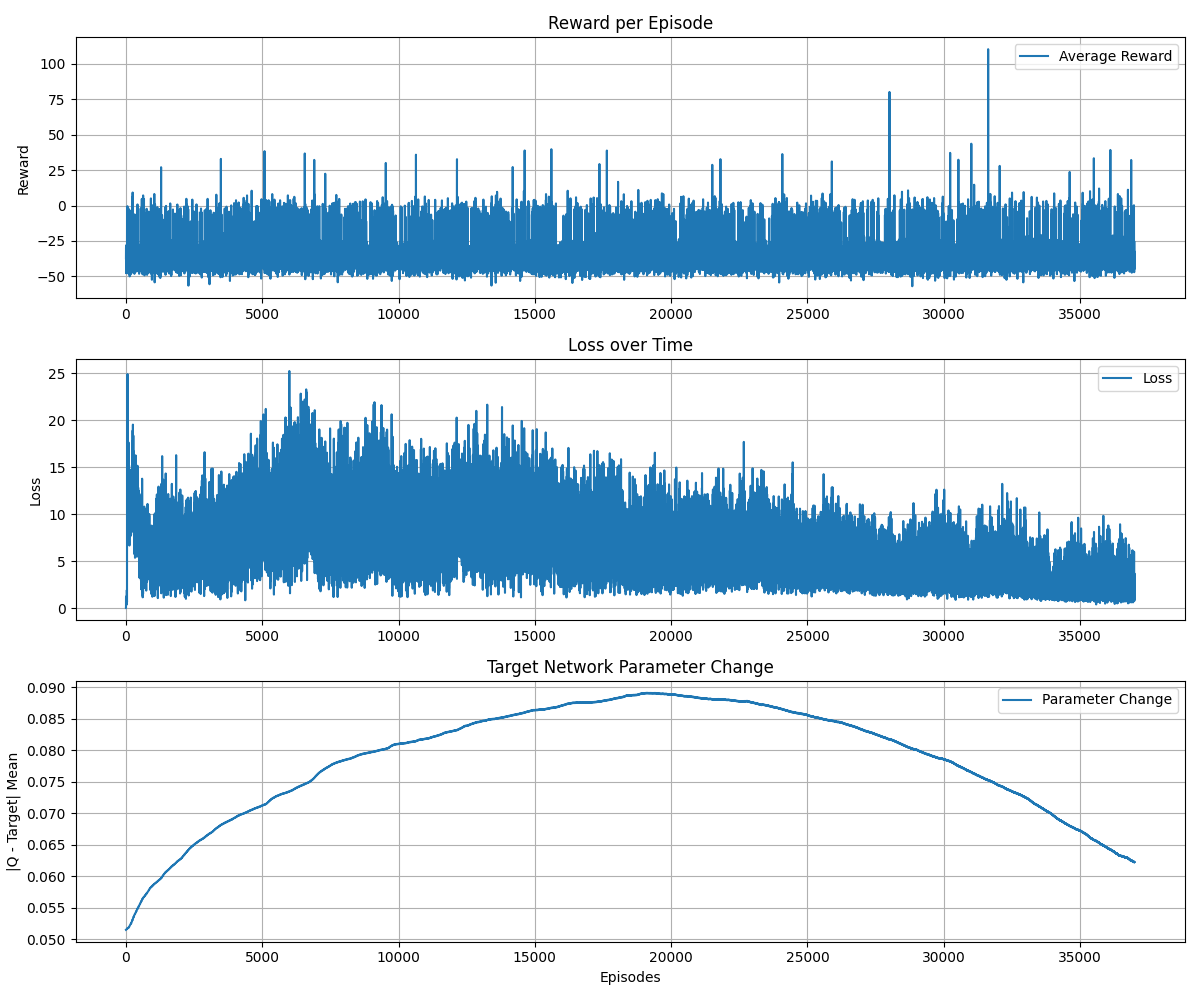 Reward per Episode
Average Reward
Reward
100
75
50
25
0
−25
−50
0 5000 10000 15000 20000 25000 30000 35000
Loss over Time
Loss
Loss
25
20
15
10
5
0
0 5000 10000 15000 20000 25000 30000 35000
Target Network Parameter Change
Parameter Change
|Q - Target| Mean
0.090
0.085
0.080
0.075
0.070
0.065
0.060
0.055
0.050
0 5000 10000 15000 20000 25000 30000 35000
Episodes